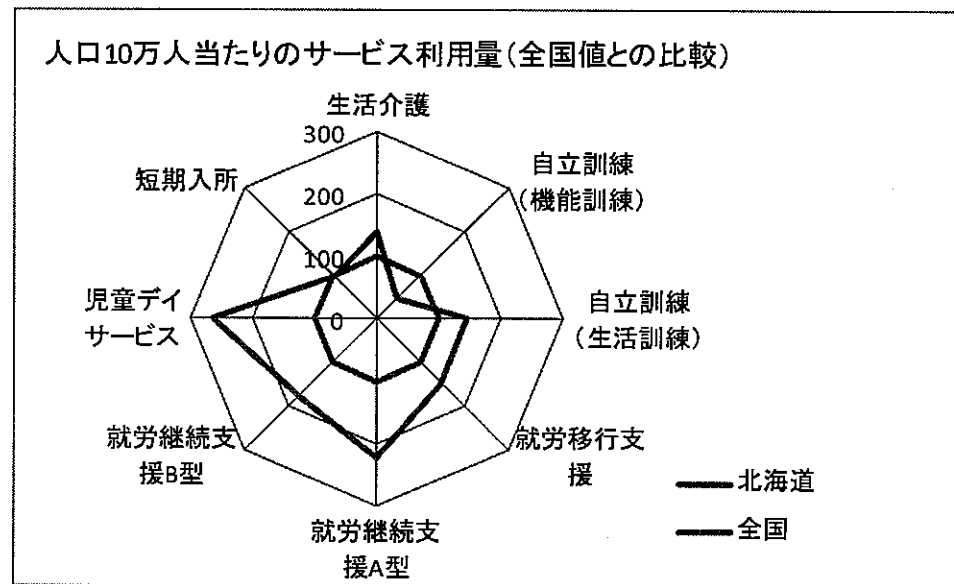 人口10万人当たりのサービス利用量(全国値との比較)
生活介護
300
自立訓練
(機能訓練)
短期入所
200
100
児童デイ
サービス
0
自立訓練
(生活訓練)
就労継続支
援B型
就労移行支
援
就労継続支
援A型
北海道
全国